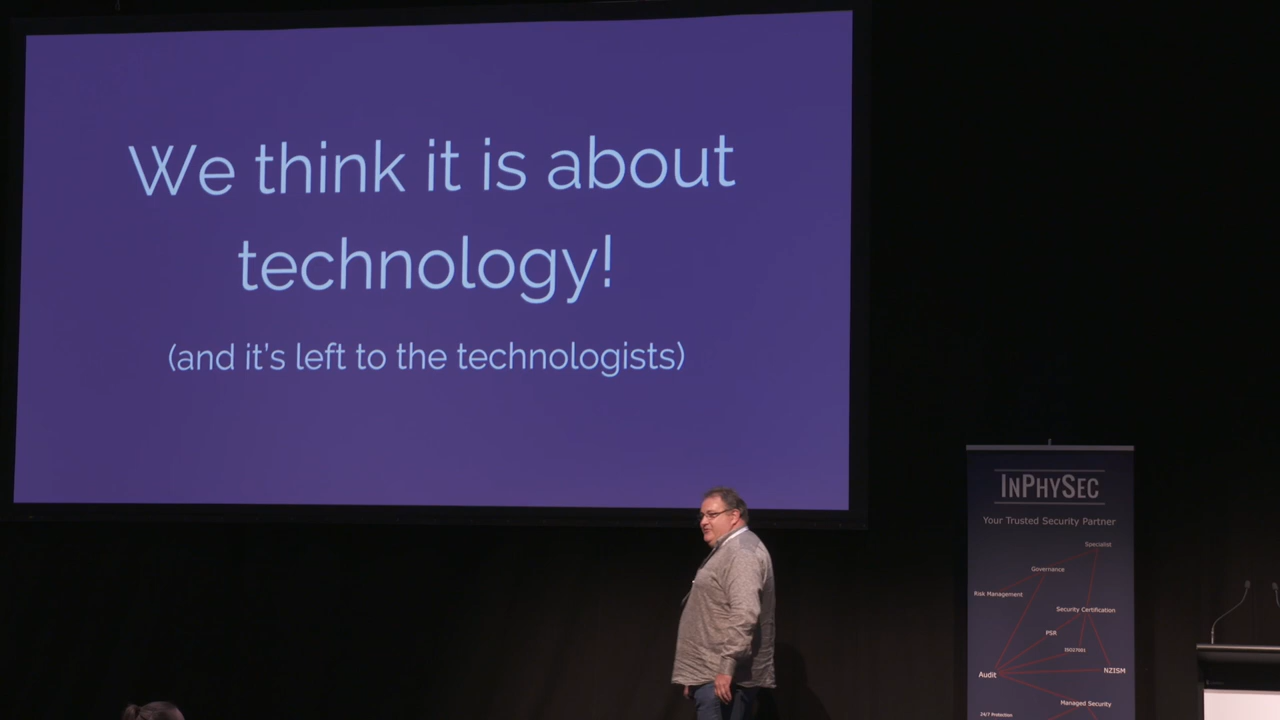 We think it is about
technology!
(and it's left to the technologists)
INPHYSEC
Your Trusted Security Partner
Specialist
Governance
Risk Management
Security Certification
PSR
ISO27001
NZISM
Audit
Managed Security
24/7 Protection